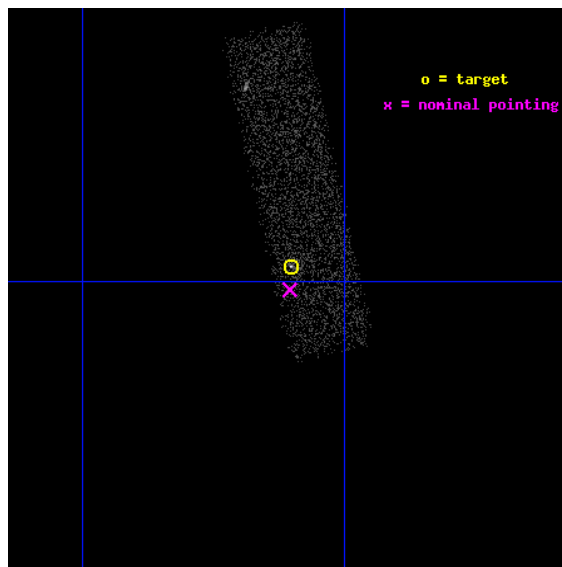 o = target
x = nominal pointing